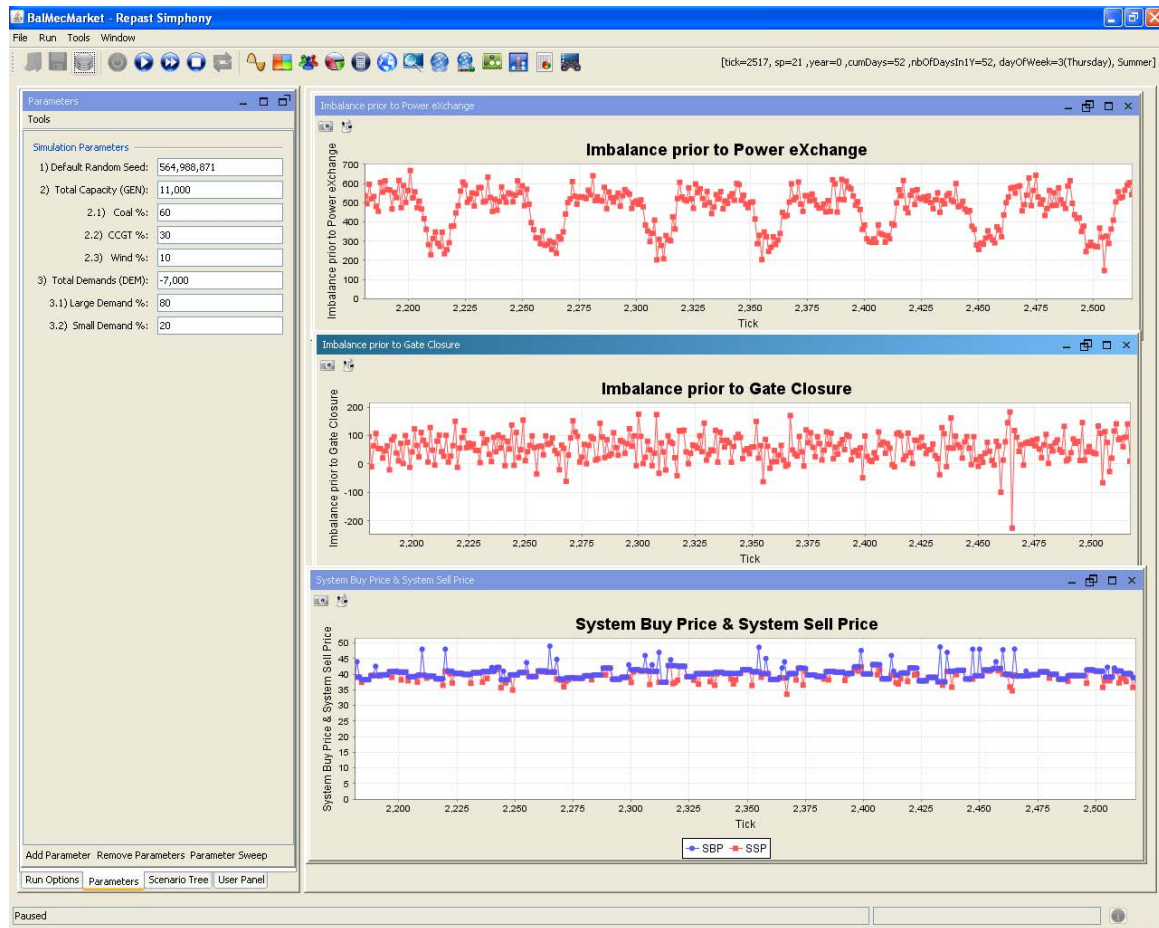 BalMecMarket - Repast Simphony
File Run Tools Window
[tick=2517, sp=21 ,year=0 ,cumDays=52 ,nbOfDaysIn1Y=52, dayOfWeek=3(Thursday), Summer]
Parameters
Tools
Simulation Parameters
1) Default Random Seed: 564,988,871
2) Total Capacity (GEN): 11,000
2.1) Coal %: 60
2.2) CCGT %: 30
2.3) Wind %: 10
3) Total Demands (DEM): -7,000
3.1) Large Demand %: 80
3.2) Small Demand %: 20
Add Parameter Remove Parameters Parameter Sweep
Run Options Parameters Scenario Tree User Panel
Paused
Imbalance prior to Power eXchange
Imbalance prior to Power eXchange
Imbalance prior to Power eXchange
700
600
500
400
300
200
100
0
2,200 2,225 2,250 2,275 2,300 2,325 2,350 2,375 2,400 2,425 2,450 2,475 2,500
Tick
Imbalance prior to Gate Closure
Imbalance prior to Gate Closure
Imbalance prior to Gate Closure
200
100
0
-100
-200
2,200 2,225 2,250 2,275 2,300 2,325 2,350 2,375 2,400 2,425 2,450 2,475 2,500
Tick
System Buy Price & System Sell Price
System Buy Price & System Sell Price
System Buy Price & System Sell Price
50
45
40
35
30
25
20
15
10
5
0
2,200 2,225 2,250 2,275 2,300 2,325 2,350 2,375 2,400 2,425 2,450 2,475 2,500
Tick
SBP SSP